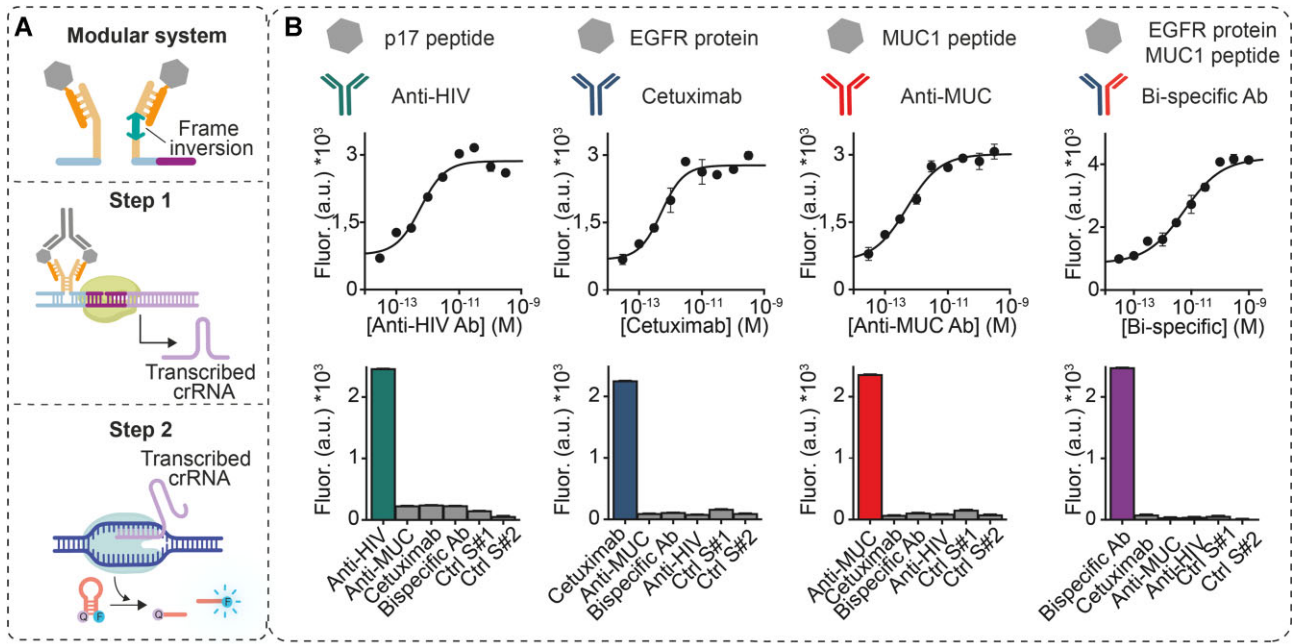 A
Modular system
Frame
inversion
Step 1
Transcribed
crRNA
Step 2
Transcribed
crRNA
Q
F
Q
F
B
p17 peptide
Anti-HIV
Fluor. (a.u.) *10³
3
1,5
0
10⁻¹³
10⁻¹¹
10⁻⁹
[Anti-HIV Ab] (M)
EGFR protein
Cetuximab
Fluor. (a.u.) *10³
3
1,5
0
10⁻¹³
10⁻¹¹
10⁻⁹
[Cetuximab] (M)
MUC1 peptide
Anti-MUC
Fluor. (a.u.) *10³
3
1,5
0
10⁻¹³
10⁻¹¹
10⁻⁹
[Anti-MUC Ab] (M)
EGFR protein
MUC1 peptide
Bi-specific Ab
Fluor. (a.u.) *10³
4
2
0
10⁻¹³
10⁻¹¹
10⁻⁹
[Bi-specific] (M)
Fluor. (a.u.) *10³
2
1
0
Anti-HIV
Anti-MUC
Cetuximab
Bispecific Ab
Ctrl S#1
Ctrl S#2
Fluor. (a.u.) *10³
2
1
0
Cetuximab
Anti-MUC
Bispecific Ab
Anti-HIV
Ctrl S#1
Ctrl S#2
Fluor. (a.u.) *10³
2
1
0
Anti-MUC
Cetuximab
Bispecific Ab
Anti-HIV
Ctrl S#1
Ctrl S#2
Fluor. (a.u.) *10³
2
1
0
Bispecific Ab
Cetuximab
Anti-MUC
Anti-HIV
Ctrl S#1
Ctrl S#2